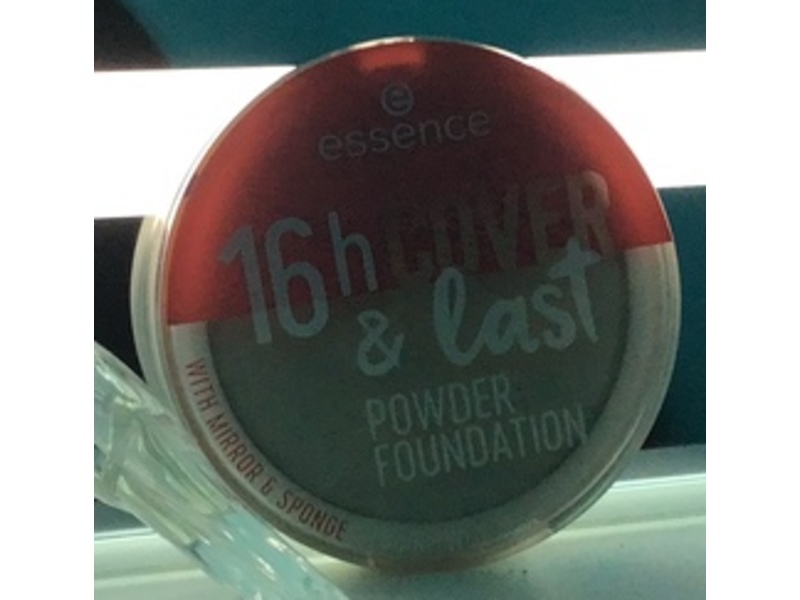 e
essence
16h COVER
& last
POWDER
FOUNDATION
WITH MIRROR & SPONGE